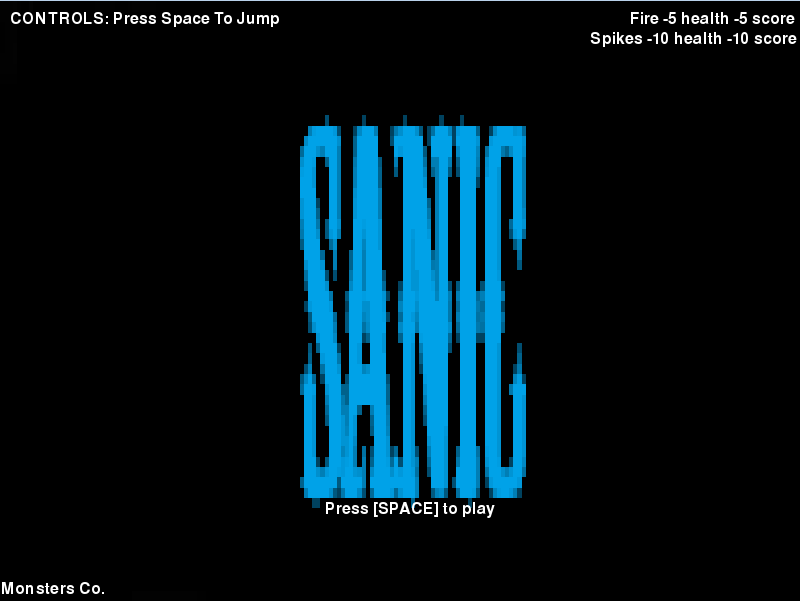 CONTROLS: Press Space To Jump
Fire -5 health -5 score
Spikes -10 health -10 score
SANIC
Press [SPACE] to play
Monsters Co.